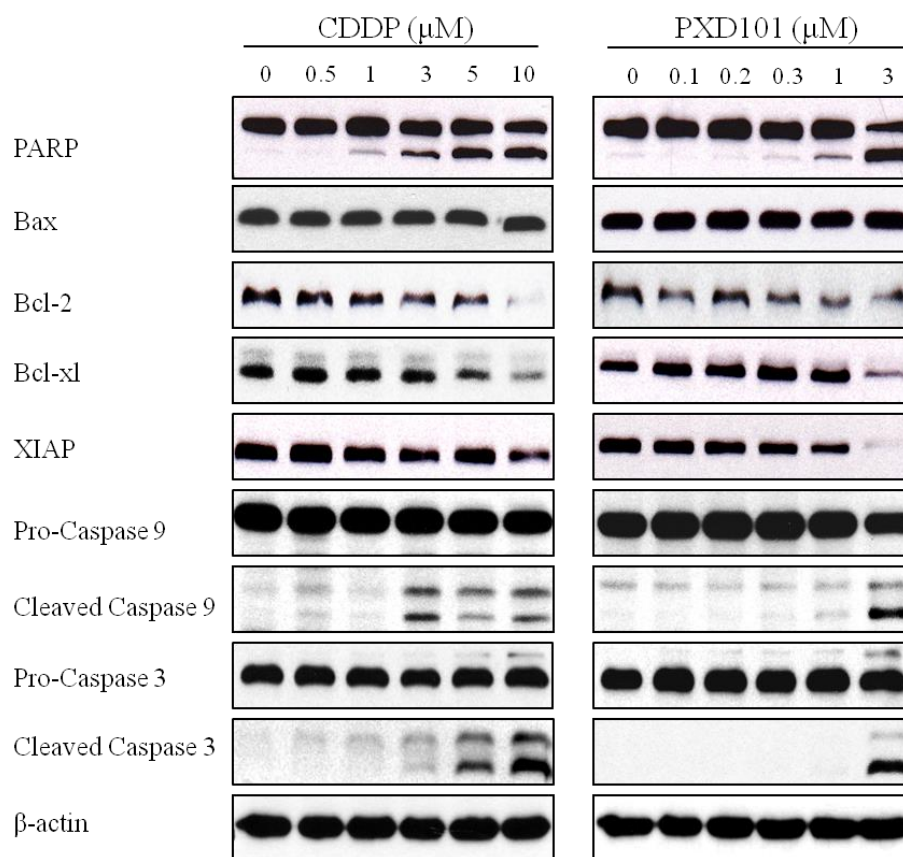 CDDP (μM) PXD101 (μM)
0 0.5 1 3 5 10 0 0.1 0.2 0.3 1 3
PARP
Bax
Bcl-2
Bcl-xl
XIAP
Pro-Caspase 9
Cleaved Caspase 9
Pro-Caspase 3
Cleaved Caspase 3
β-actin